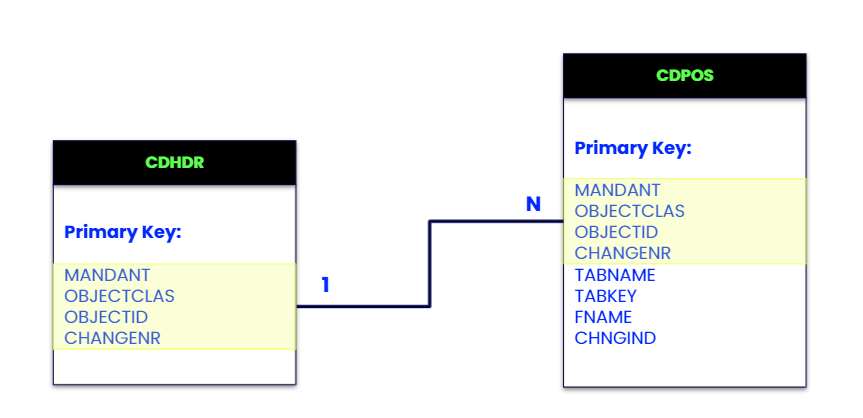 CDHDR
Primary Key:
MANDANT
OBJECTCLAS
OBJECTID
CHANGENR
1
N
CDPOS
Primary Key:
MANDANT
OBJECTCLAS
OBJECTID
CHANGENR
TABNAME
TABKEY
FNAME
CHNGIND